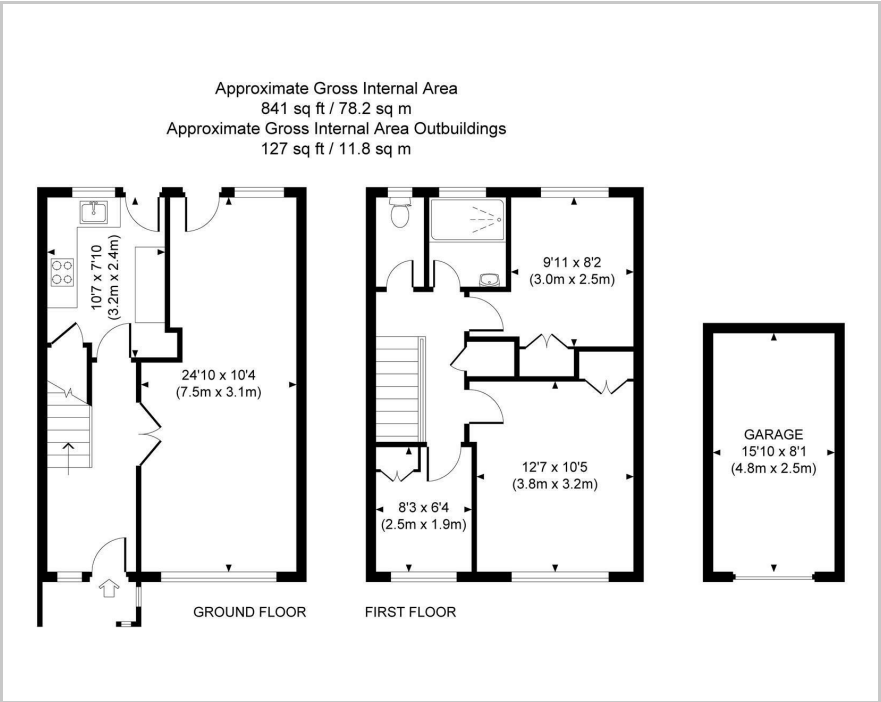 Approximate Gross Internal Area
841 sq ft / 78.2 sq m
Approximate Gross Internal Area Outbuildings
127 sq ft / 11.8 sq m
10'7 x 7'10
(3.2m x 2.4m)
24'10 x 10'4
(7.5m x 3.1m)
GROUND FLOOR
9'11 x 8'2
(3.0m x 2.5m)
12'7 x 10'5
(3.8m x 3.2m)
8'3 x 6'4
(2.5m x 1.9m)
FIRST FLOOR
GARAGE
15'10 x 8'1
(4.8m x 2.5m)